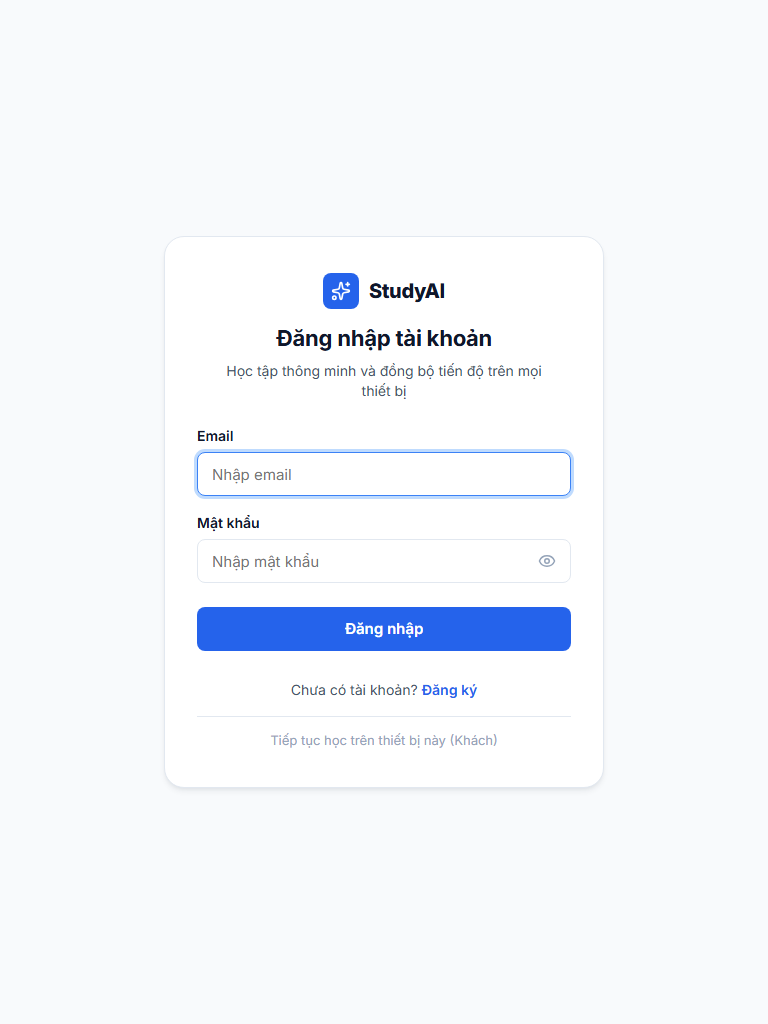 StudyAI
Đăng nhập tài khoản
Học tập thông minh và đồng bộ tiến độ trên mọi
thiết bị
Email
Nhập email
Mật khẩu
Nhập mật khẩu
Đăng nhập
Chưa có tài khoản? Đăng ký
Tiếp tục học trên thiết bị này (Khách)